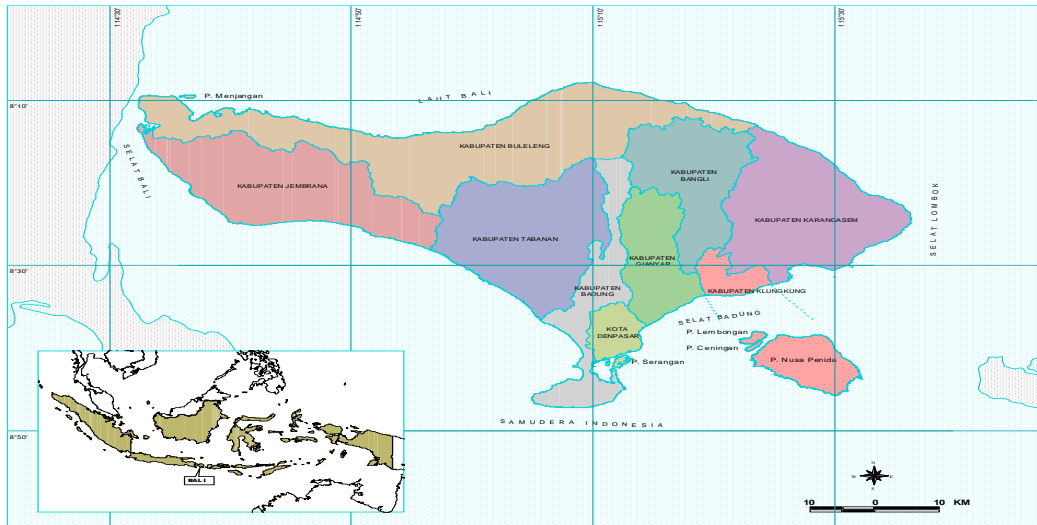 114°30'
114°50'
115°10'
115°30'
8°10'
8°30'
8°50'
P. Menjangan
LAUT BALI
SELAT BALI
KABUPATEN BULELENG
KABUPATEN JEMBRANA
KABUPATEN
BANGLI
KABUPATEN KARANGASEM
SELAT LOMBOK
KABUPATEN TABANAN
KABUPATEN
GIANYAR
KABUPATEN
BADUNG
KABUPATEN KLUNGKUNG
SELAT BADUNG
KOTA
DENPASAR
P. Lembongan
P. Ceningan
P. Serangan
P. Nusa Penida
SAMUDERA INDONESIA
BALI
N
W
E
S
10 0 10 KM